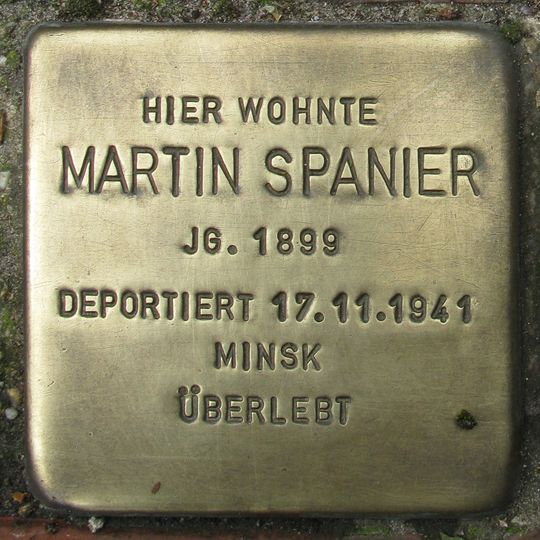 HIER WOHNTE
MARTIN SPANIER
JG. 1899
DEPORTIERT 17.11.1941
MINSK
ÜBERLEBT